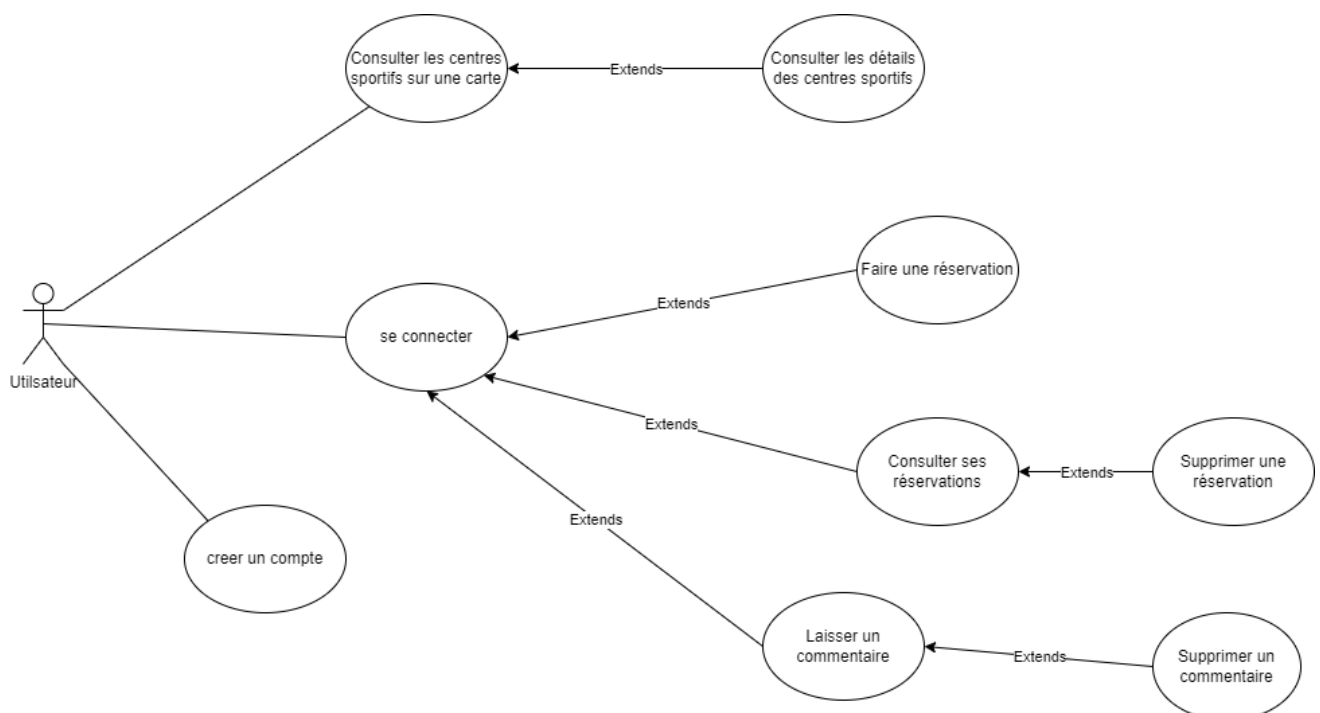 Consulter les centres
sportifs sur une carte
Extends
Consulter les détails
des centres sportifs
Faire une réservation
Extends
se connecter
Utilsateur
Extends
Consulter ses
réservations
Extends
Supprimer une
réservation
Extends
creer un compte
Laisser un
commentaire
Extends
Supprimer un
commentaire